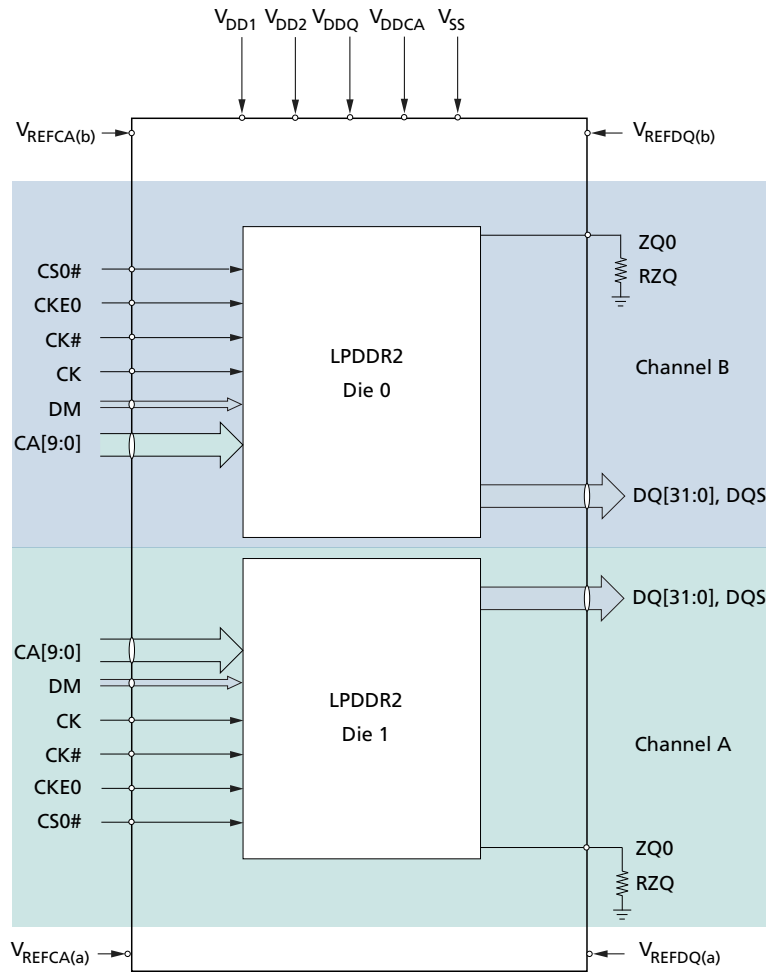 VDD1 VDD2 VDDQ VDDCA VSS
VREFCA(b)
VREFDQ(b)
CS0#
CKE0
CK#
CK
DM
CA[9:0]
LPDDR2
Die 0
ZQ0
RZQ
Channel B
DQ[31:0], DQS
CA[9:0]
DM
CK
CK#
CKE0
CS0#
LPDDR2
Die 1
DQ[31:0], DQS
Channel A
ZQ0
RZQ
VREFCA(a)
VREFDQ(a)